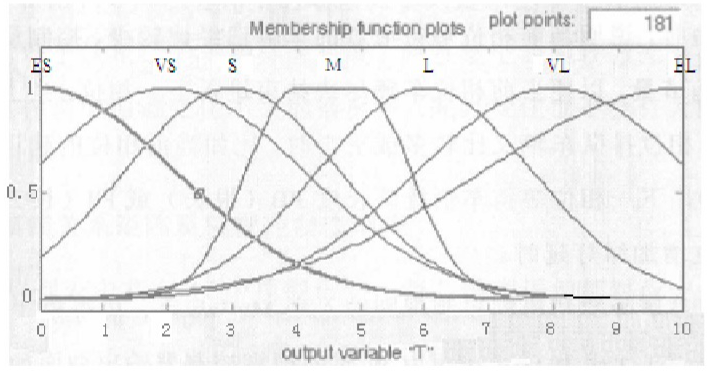 Membership function plots plot points: 181
ES VS S M L VL EL
1
0.5
0
0 1 2 3 4 5 6 7 8 9 10
output variable "T"